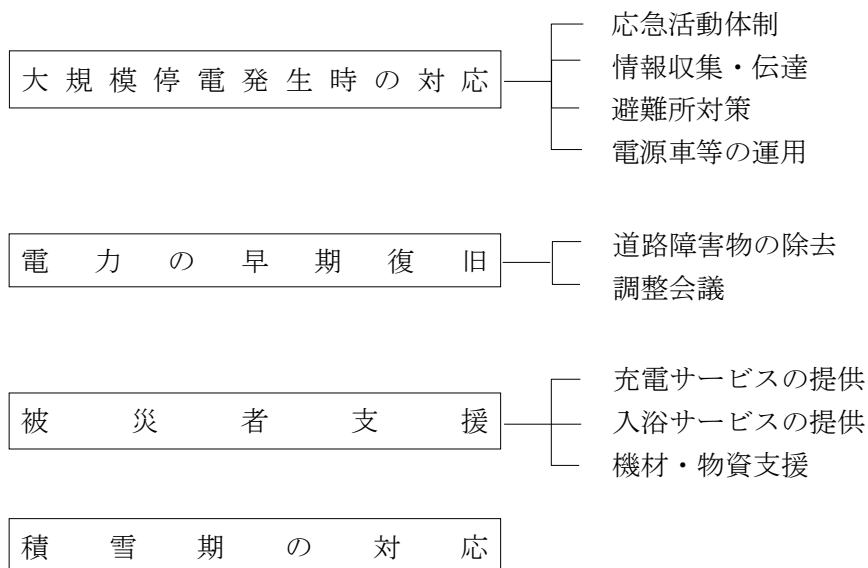 大規模停電発生時の対応
応急活動体制
情報収集・伝達
避難所対策
電源車等の運用
電力の早期復旧
道路障害物の除去
調整会議
被災者支援
充電サービスの提供
入浴サービスの提供
機材・物資支援
積雪期の対応